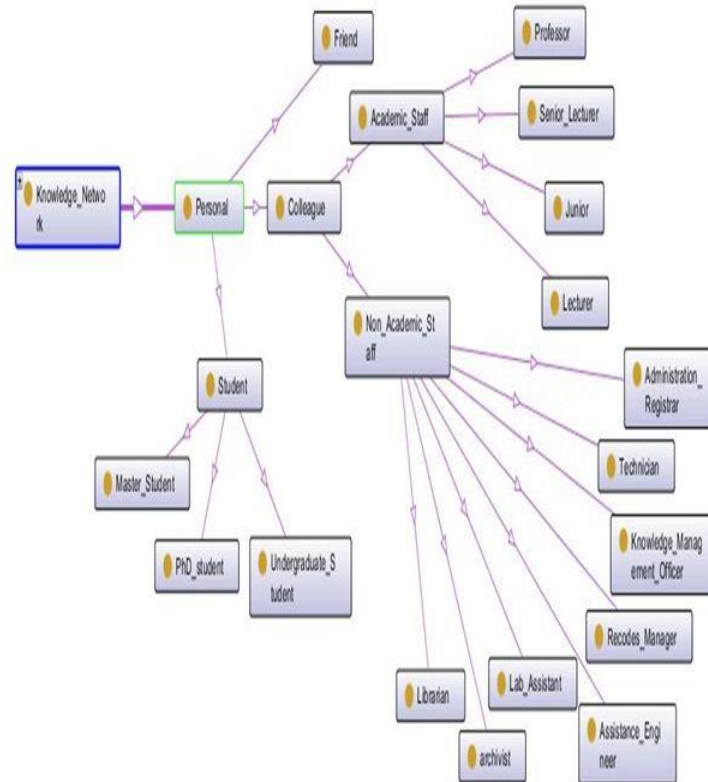 Friend
Professor
Academic_Staff
Senior_Lecturer
Knowledge_Netwo
rk
Personal
Colleague
Junior
Lecturer
Non_Academic_St
aff
Student
Administration_
Registrar
Technician
Master_Student
Knowledge_Manag
ement_Officer
PhD_student
Undergraduate_S
tudent
Recodes_Manager
Librarian
Lab_Assistant
archivist
Assistance_Engi
neer